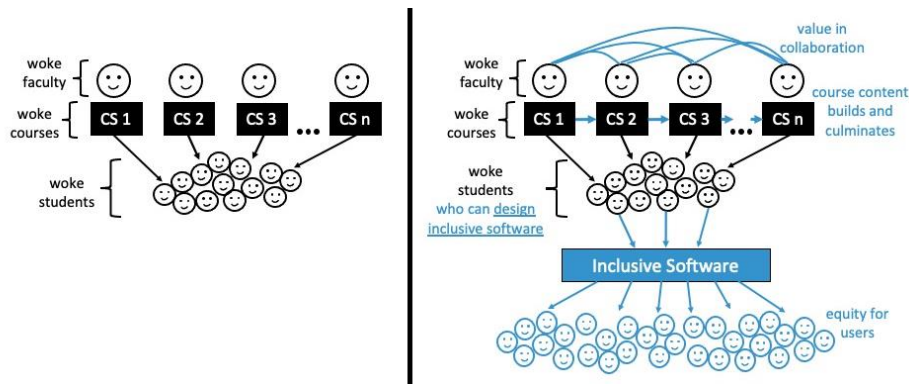 woke
faculty
woke
courses
CS 1
CS 2
CS 3
•••
CS n
woke
students
value in
collaboration
woke
faculty
woke
courses
CS 1
CS 2
CS 3
•••
CS n
course content
builds and
culminates
woke
students
who can design
inclusive software
Inclusive Software
equity for
users